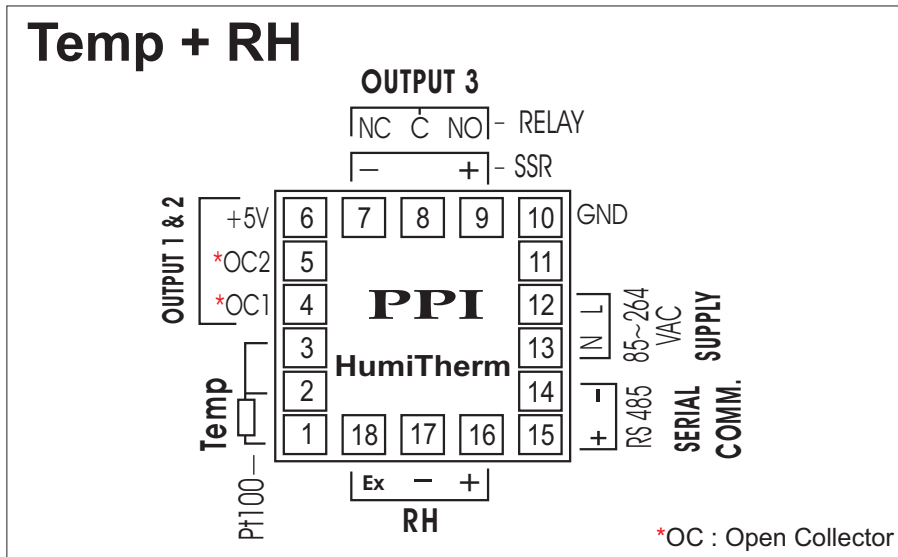 Temp + RH
OUTPUT 3
NC C NO - RELAY
- + - SSR
OUTPUT 1 & 2
+5V
*OC2
*OC1
6 7 8 9 10 GND
5 11
4 PPI 12
3 HumiTherm 13
2 14
1 18 17 16 15
L
N
85~264
VAC
SUPPLY
-
+
RS 485
SERIAL
COMM.
Temp
Pt100
Ex - +
RH
*OC : Open Collector